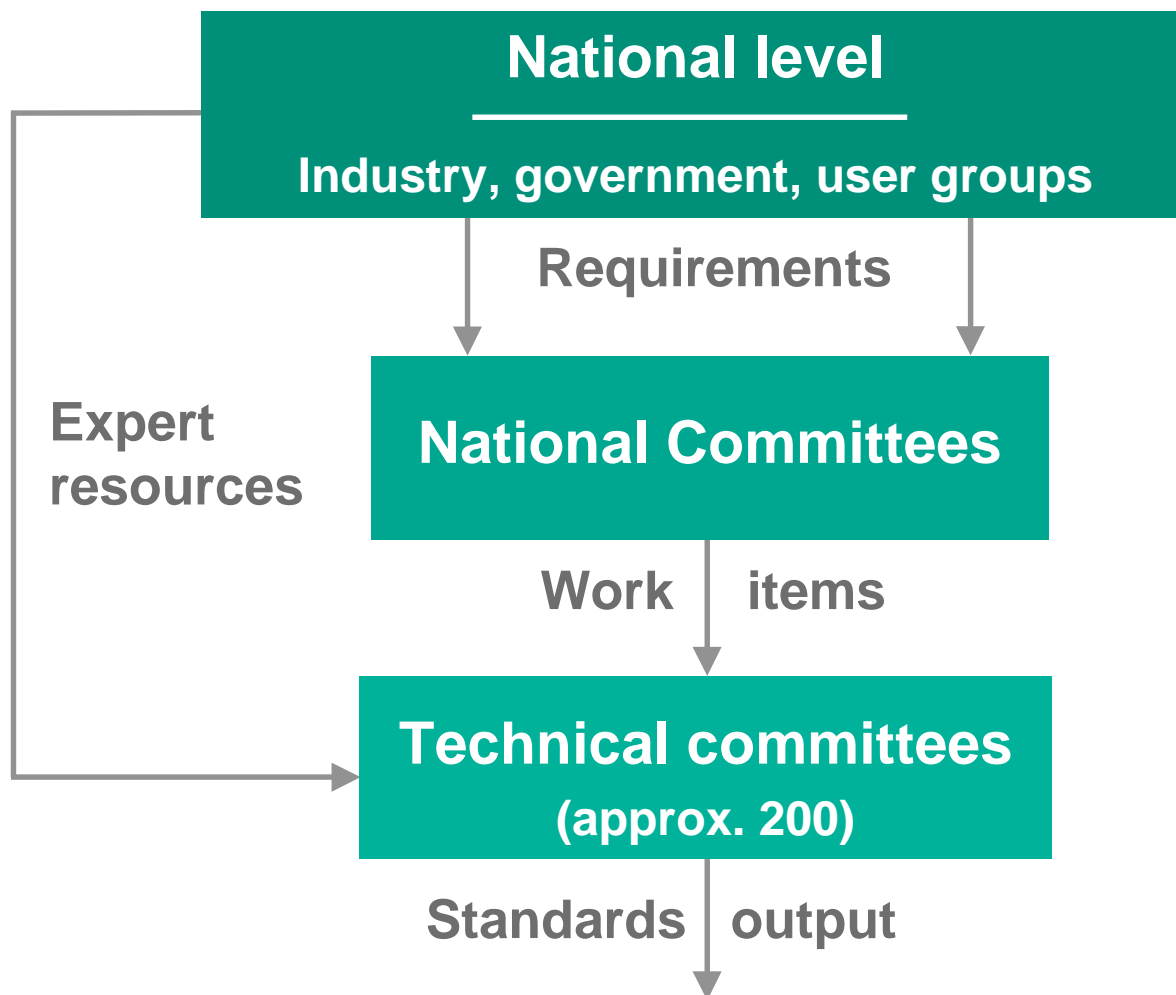 National level
Industry, government, user groups
Requirements
Expert
resources
National Committees
Work items
Technical committees
(approx. 200)
Standards output